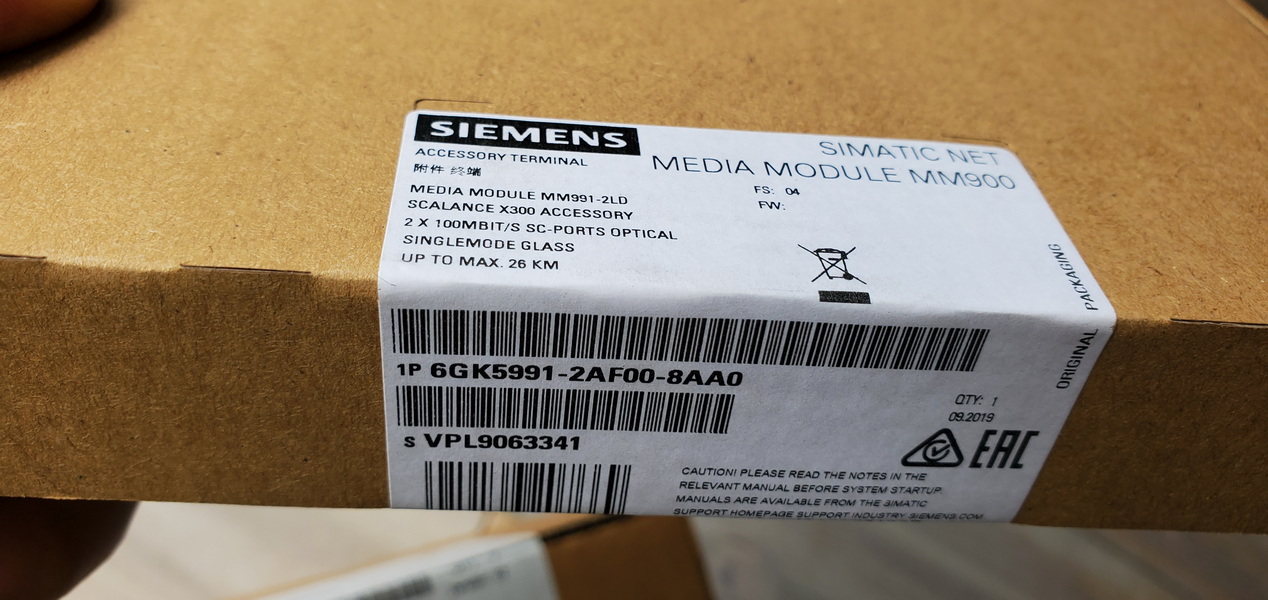 SIEMENS
SIMATIC NET
MEDIA MODULE MM900
ACCESSORY TERMINAL
附件 终端
FS: 04
FW:
MEDIA MODULE MM991-2LD
SCALANCE X300 ACCESSORY
2 X 100MBIT/S SC-PORTS OPTICAL
SINGLEMODE GLASS
UP TO MAX. 26 KM
ORIGINAL PACKAGING
1P 6GK5991-2AF00-8AA0
QTY: 1
09.2019
S VPL9063341
EAC
CAUTION! PLEASE READ THE NOTES IN THE
RELEVANT MANUAL BEFORE SYSTEM STARTUP.
MANUALS ARE AVAILABLE FROM THE SIMATIC
SUPPORT HOMEPAGE SUPPORT.INDUSTRY.SIEMENS.COM